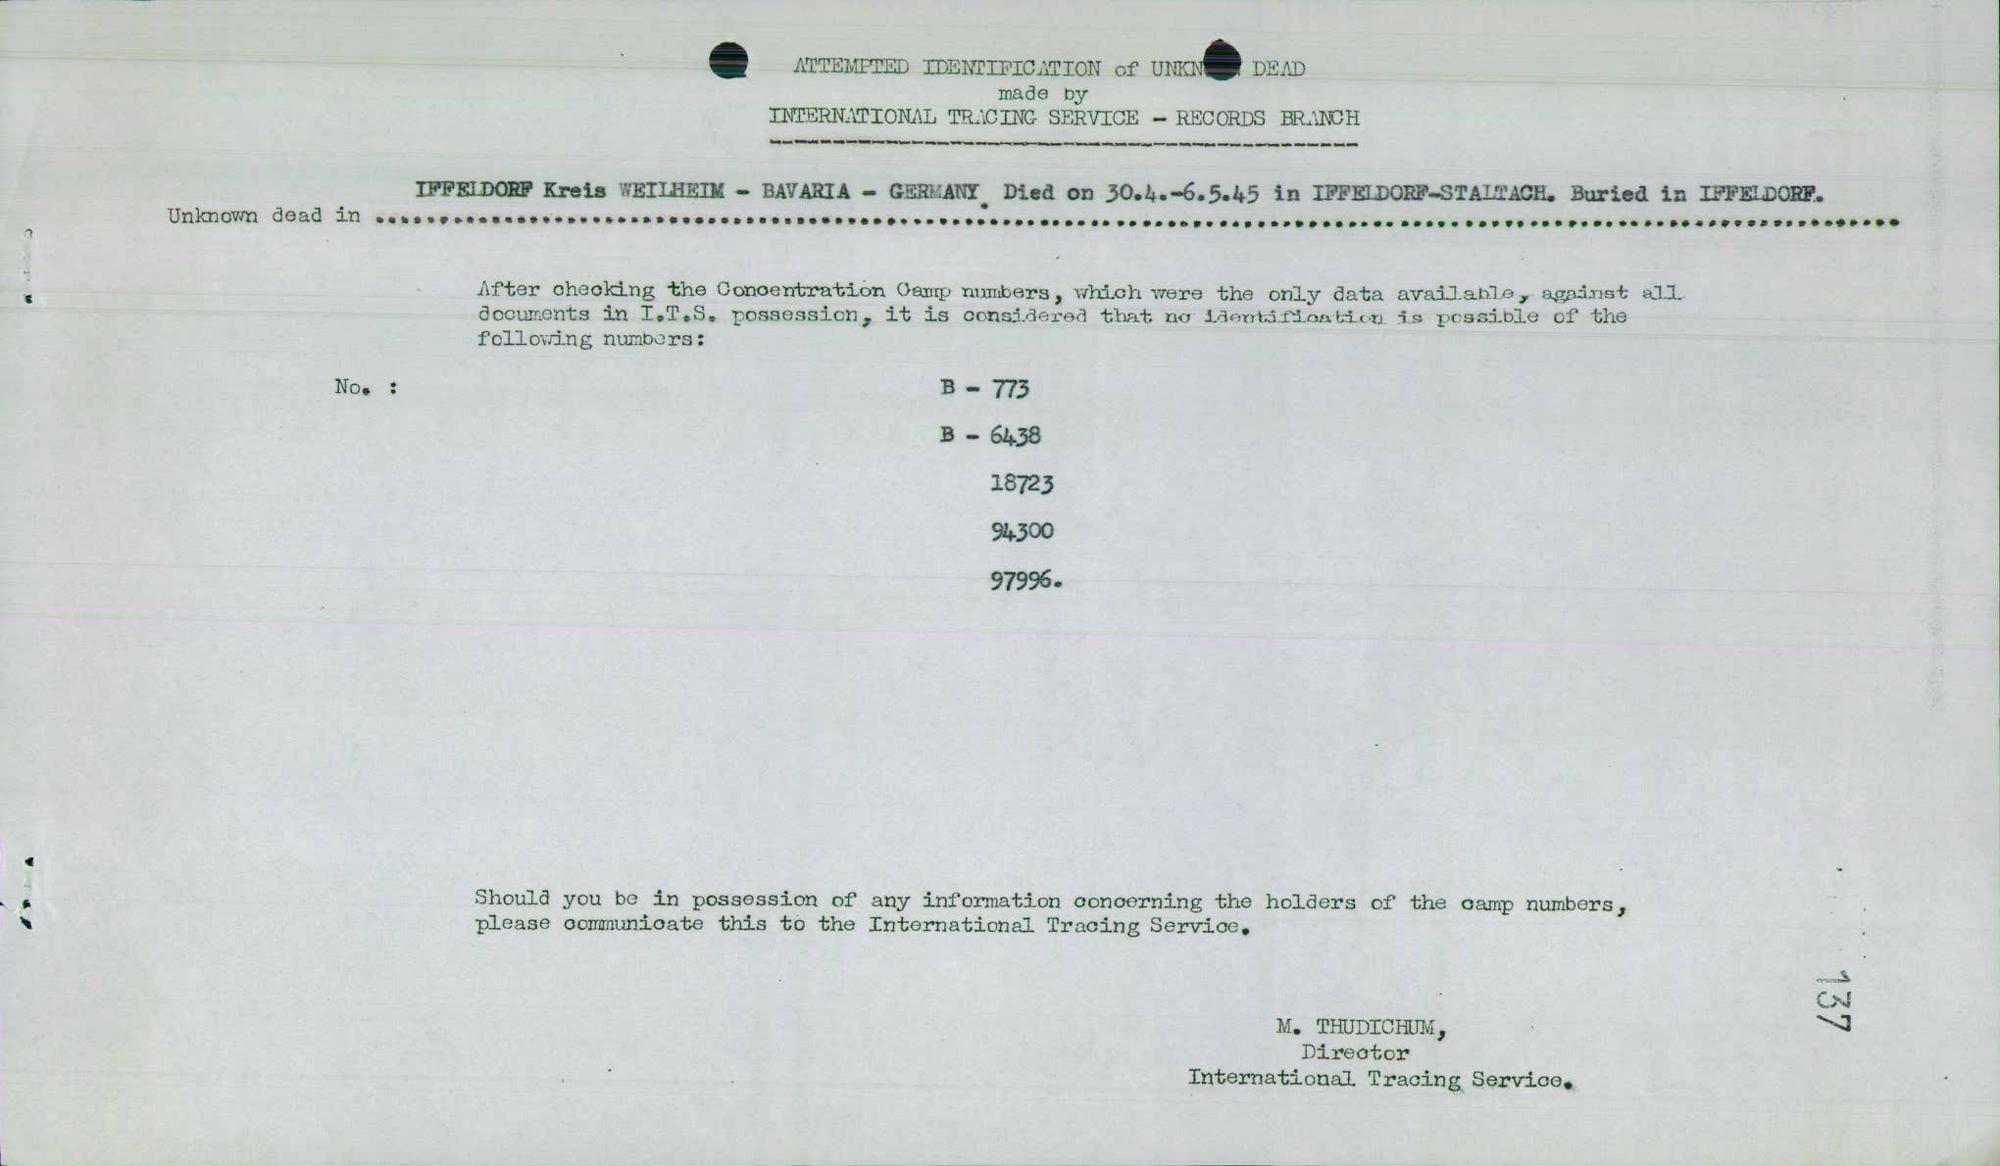 ATTEMPTED IDENTIFICATION of UNKN DEAD
made by
INTERNATIONAL TRACING SERVICE - RECORDS BRANCH
IFFELDORF Kreis WEILHEIM - BAVARIA - GERMANY. Died on 30.4.-6.5.45 in IFFELDORF-STALTACH. Buried in IFFELDORF.
Unknown dead in
After checking the Concentration Camp numbers, which were the only data available, against all
documents in I.T.S. possession, it is considered that no identification is possible of the
following numbers:
No. : B - 773
B - 6438
18723
94300
97996.
Should you be in possession of any information concerning the holders of the camp numbers,
please communicate this to the International Tracing Service.
137
M. THUDICHUM,
Director
International Tracing Service.